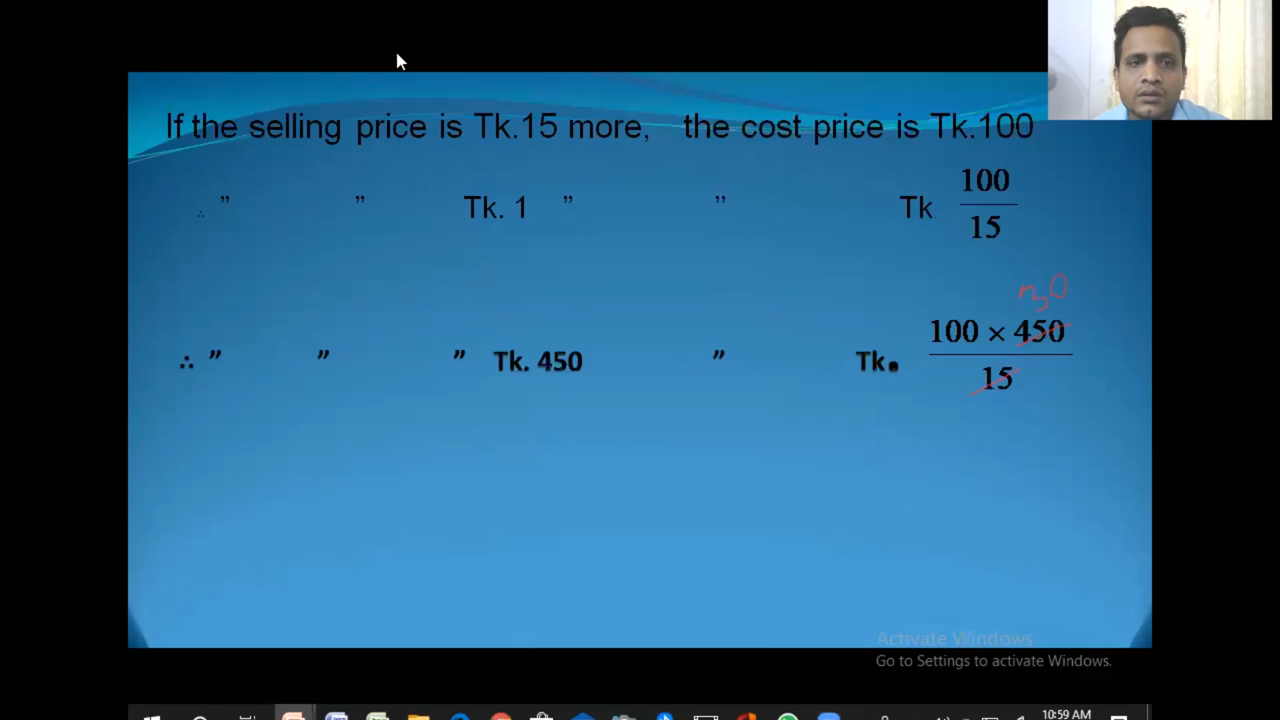 If the selling price is Tk.15 more, the cost price is Tk.100
∴ ” ” Tk. 1 ” ” Tk 100/15
30
∴ ” ” ” Tk. 450 ” Tk. 100 × 450/15
Activate Windows
Go to Settings to activate Windows.
10:59 AM